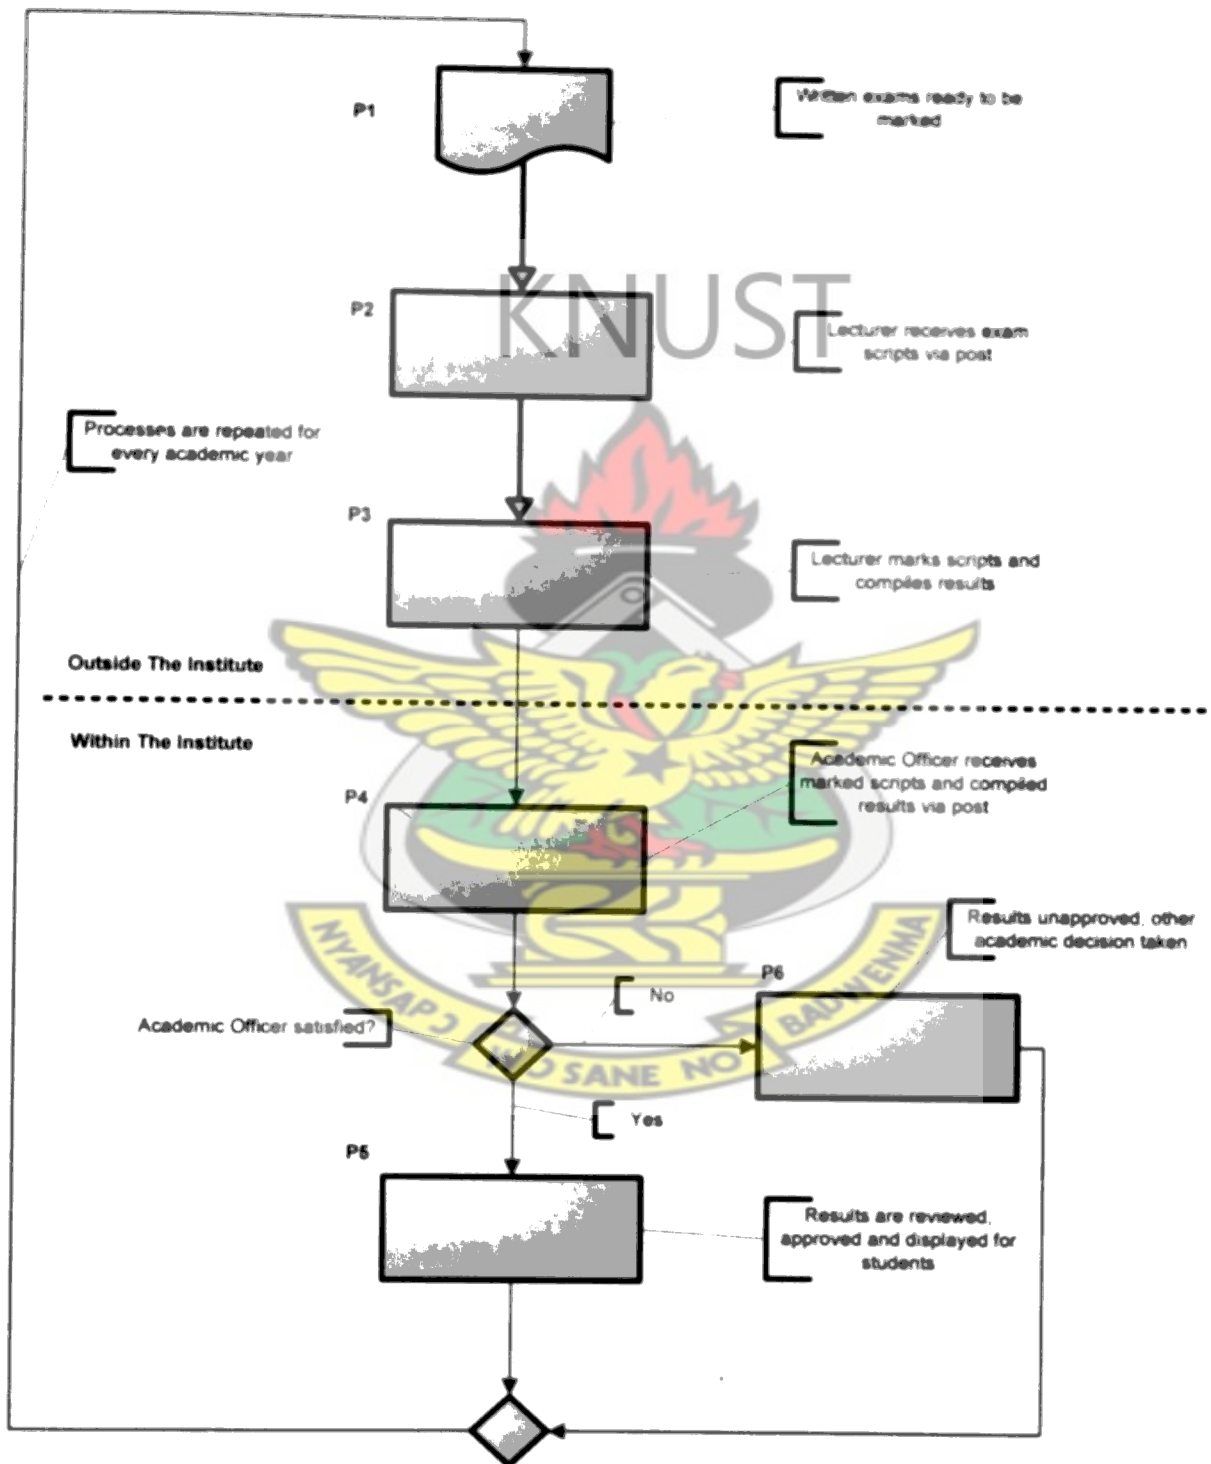 P1
Written exams ready to be
marked
KNUST
P2
Lecturer receives exam
scripts via post
Processes are repeated for
every academic year
P3
Lecturer marks scripts and
compiles results
Outside The Institute
Within The Institute
Academic Officer receives
marked scripts and compiled
results via post
P4
Results unapproved, other
academic decision taken
P6
No
Academic Officer satisfied?
NYANSAPƆ WƆSANE NO BADWENMA
Yes
P5
Results are reviewed,
approved and displayed for
students